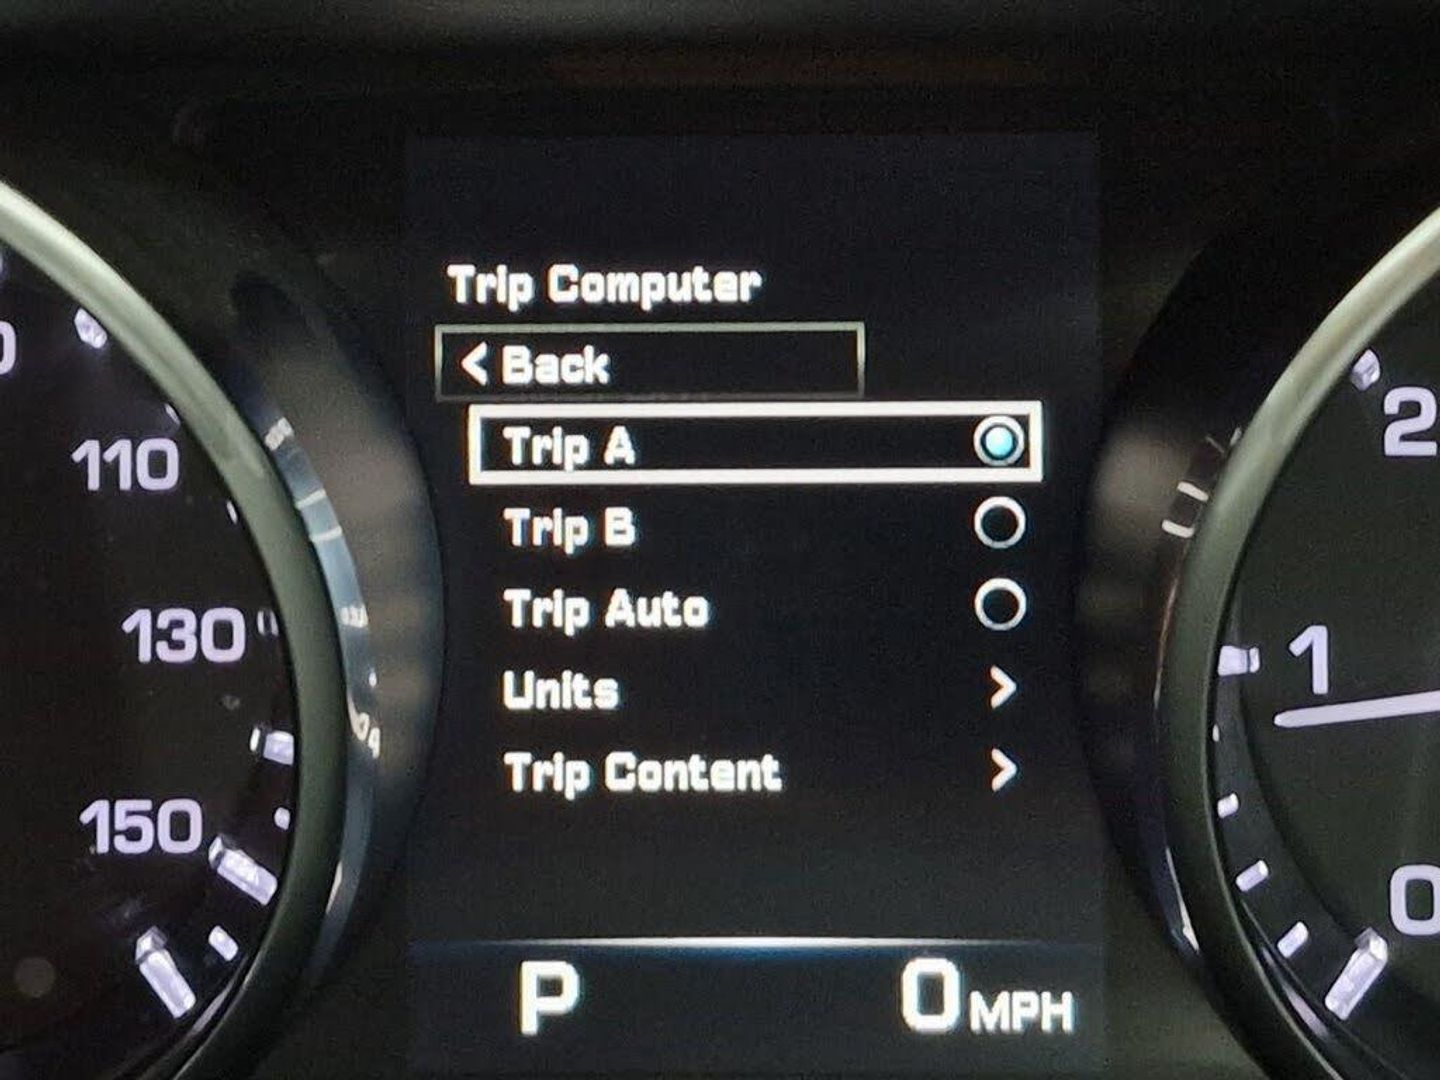 Trip Computer
< Back
Trip A
Trip B
Trip Auto
Units >
Trip Content >
P 0 MPH
110
130
150
2
1
0